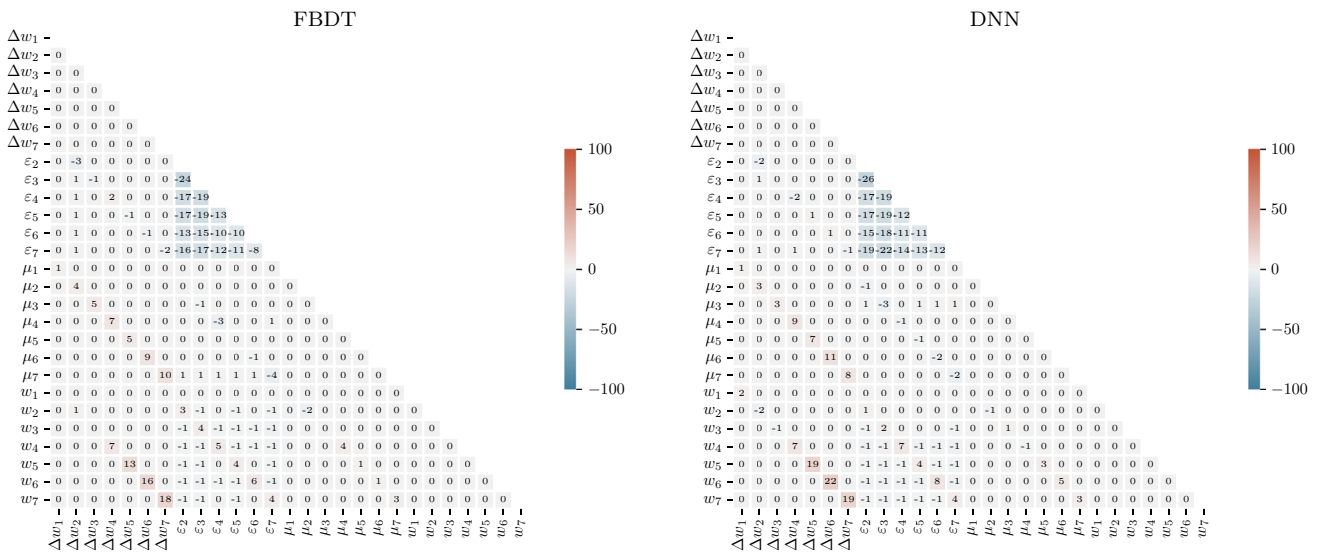 FBDT
Δw₁
Δw₂ 0
Δw₃ 0 0
Δw₄ 0 0 0
Δw₅ 0 0 0 0
Δw₆ 0 0 0 0 0
Δw₇ 0 0 0 0 0 0
ε₂ 0 -3 0 0 0 0 0
ε₃ 0 1 -1 0 0 0 0 -24
ε₄ 0 1 0 2 0 0 0 -17 -19
ε₅ 0 1 0 0 -1 0 0 -17 -19 -13
ε₆ 0 1 0 0 0 -1 0 -13 -15 -10 -10
ε₇ 0 1 0 0 0 0 -2 -16 -17 -12 -11 -8
μ₁ 1 0 0 0 0 0 0 0 0 0 0 0 0
μ₂ 0 4 0 0 0 0 0 0 0 0 0 0 0 0
μ₃ 0 0 5 0 0 0 0 0 -1 0 0 0 0 0 0
μ₄ 0 0 0 7 0 0 0 0 0 -3 0 0 1 0 0 0
μ₅ 0 0 0 0 5 0 0 0 0 0 0 0 0 0 0 0 0
μ₆ 0 0 0 0 0 9 0 0 0 0 0 -1 0 0 0 0 0 0
μ₇ 0 0 0 0 0 0 10 1 1 1 1 1 -4 0 0 0 0 0 0
w₁ 0 0 0 0 0 0 0 0 0 0 0 0 0 0 0 0 0 0 0 0
w₂ 0 1 0 0 0 0 0 3 -1 0 -1 0 -1 0 -2 0 0 0 0 0 0
w₃ 0 0 0 0 0 0 0 -1 4 -1 -1 -1 -1 0 0 0 0 0 0 0 0 0
w₄ 0 0 0 7 0 0 0 -1 -1 5 -1 -1 -1 0 0 0 4 0 0 0 0 0 0
w₅ 0 0 0 0 13 0 0 -1 -1 0 4 -1 -1 0 0 0 0 1 0 0 0 0 0 0
w₆ 0 0 0 0 0 16 0 -1 -1 0 -1 6 -1 0 0 0 0 0 1 0 0 0 0 0 0
w₇ 0 0 0 0 0 0 18 -1 -1 -1 0 -1 4 0 0 0 0 0 0 3 0 0 0 0 0 0
Δw₁ Δw₂ Δw₃ Δw₄ Δw₅ Δw₆ Δw₇ ε₂ ε₃ ε₄ ε₅ ε₆ ε₇ μ₁ μ₂ μ₃ μ₄ μ₅ μ₆ μ₇ w₁ w₂ w₃ w₄ w₅ w₆ w₇
100
50
0
−50
−100
DNN
Δw₁
Δw₂ 0
Δw₃ 0 0
Δw₄ 0 0 0
Δw₅ 0 0 0 0
Δw₆ 0 0 0 0 0
Δw₇ 0 0 0 0 0 0
ε₂ 0 -2 0 0 0 0 0
ε₃ 0 1 0 0 0 0 0 -26
ε₄ 0 0 0 -2 0 0 0 -17 -19
ε₅ 0 0 0 0 1 0 0 -17 -19 -12
ε₆ 0 0 0 0 0 1 0 -15 -18 -11 -11
ε₇ 0 1 0 1 0 0 -1 -19 -22 -14 -13 -12
μ₁ 1 0 0 0 0 0 0 0 0 0 0 0 0
μ₂ 0 3 0 0 0 0 0 -1 0 0 0 0 0 0
μ₃ 0 0 3 0 0 0 0 1 -3 0 1 1 1 0 0
μ₄ 0 0 0 9 0 0 0 0 0 -1 0 0 0 0 0 0
μ₅ 0 0 0 0 7 0 0 0 0 0 -1 0 0 0 0 0 0
μ₆ 0 0 0 0 0 11 0 0 0 0 0 -2 0 0 0 0 0 0
μ₇ 0 0 0 0 0 0 8 0 0 0 0 0 -2 0 0 0 0 0 0
w₁ 2 0 0 0 0 0 0 0 0 0 0 0 0 0 0 0 0 0 0 0
w₂ 0 -2 0 0 0 0 0 1 0 0 0 0 -1 0 -1 0 0 0 0 0 0
w₃ 0 0 -1 0 0 0 0 -1 2 0 0 0 -1 0 0 1 0 0 0 0 0 0
w₄ 0 0 0 7 0 0 0 -1 -1 7 -1 -1 -1 0 0 0 -1 0 0 0 0 0 0
w₅ 0 0 0 0 19 0 0 -1 -1 -1 4 -1 -1 0 0 0 0 3 0 0 0 0 0 0
w₆ 0 0 0 0 0 22 0 -1 -1 -1 -1 8 -1 0 0 0 0 0 5 0 0 0 0 0 0
w₇ 0 0 0 0 0 0 19 -1 -1 -1 -1 -1 4 0 0 0 0 0 0 3 0 0 0 0 0 0
Δw₁ Δw₂ Δw₃ Δw₄ Δw₅ Δw₆ Δw₇ ε₂ ε₃ ε₄ ε₅ ε₆ ε₇ μ₁ μ₂ μ₃ μ₄ μ₅ μ₆ μ₇ w₁ w₂ w₃ w₄ w₅ w₆ w₇
100
50
0
−50
−100